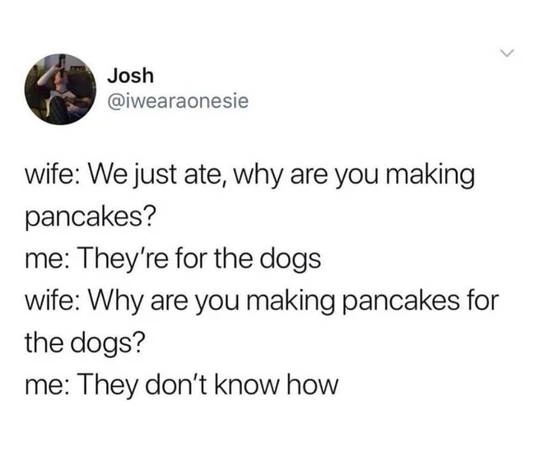 Josh
@iwearaonesie
wife: We just ate, why are you making
pancakes?
me: They're for the dogs
wife: Why are you making pancakes for
the dogs?
me: They don't know how